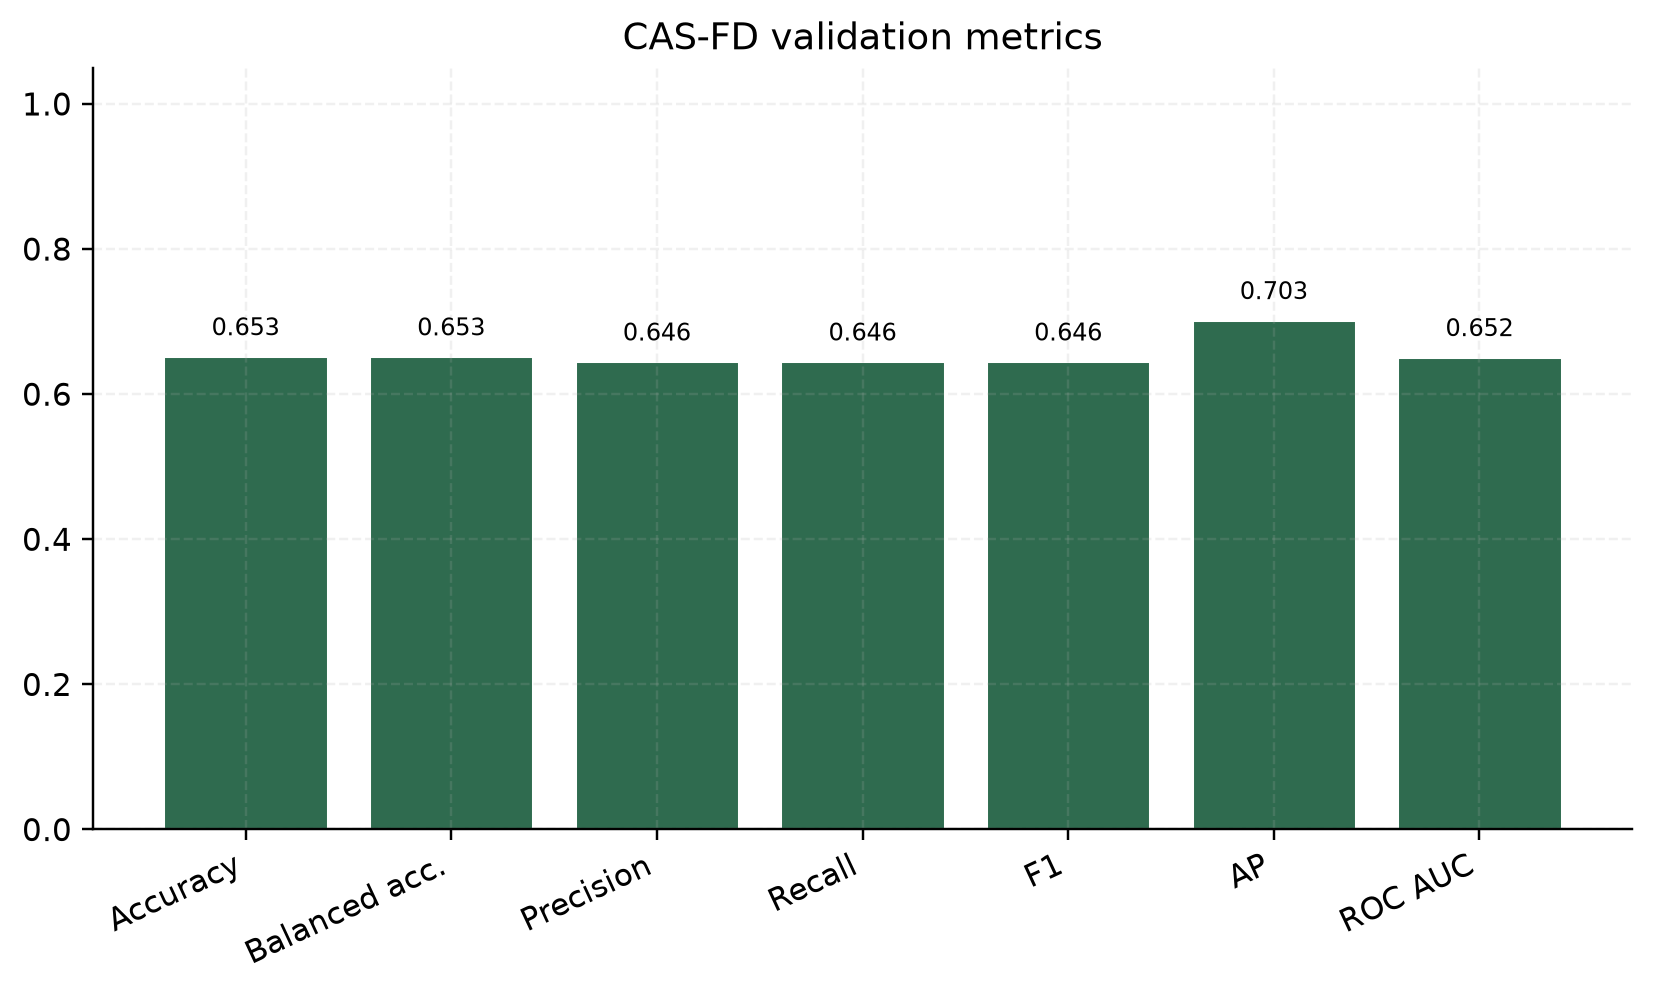 CAS-FD validation metrics
1.0
0.8
0.6
0.4
0.2
0.0
0.653
0.653
0.646
0.646
0.646
0.703
0.652
Accuracy
Balanced acc.
Precision
Recall
F1
AP
ROC AUC